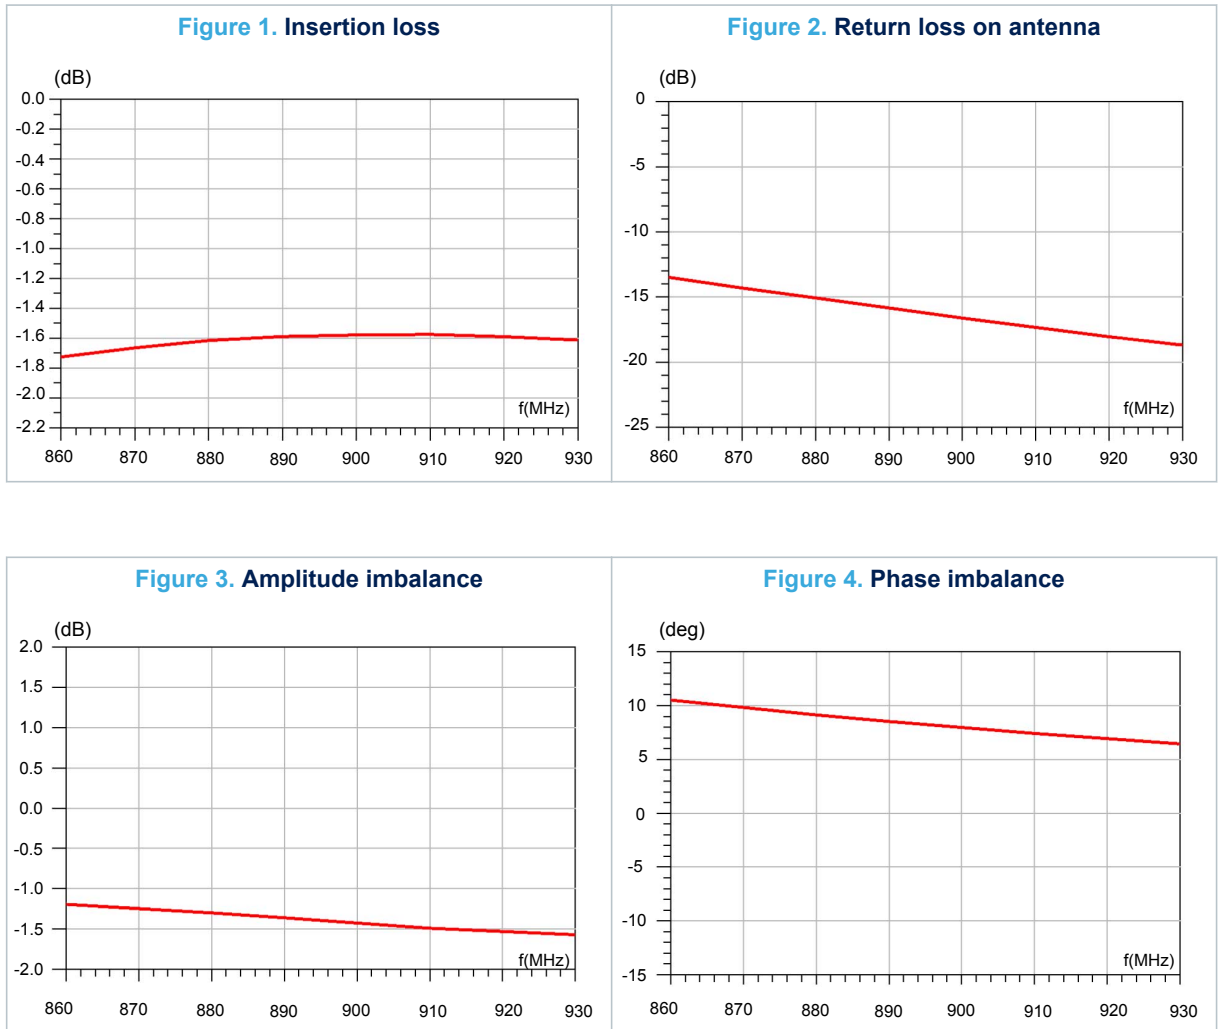 Figure 1. Insertion loss
(dB)
0.0
-0.2
-0.4
-0.6
-0.8
-1.0
-1.2
-1.4
-1.6
-1.8
-2.0
-2.2
f(MHz)
860 870 880 890 900 910 920 930
Figure 2. Return loss on antenna
(dB)
0
-5
-10
-15
-20
-25
f(MHz)
860 870 880 890 900 910 920 930
Figure 3. Amplitude imbalance
(dB)
2.0
1.5
1.0
0.5
0.0
-0.5
-1.0
-1.5
-2.0
f(MHz)
860 870 880 890 900 910 920 930
Figure 4. Phase imbalance
(deg)
15
10
5
0
-5
-10
-15
f(MHz)
860 870 880 890 900 910 920 930